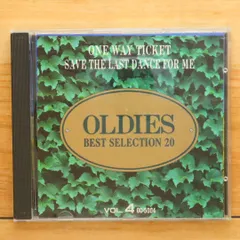 ONE WAY TICKET
SAVE THE LAST DANCE FOR ME
OLDIES
BEST SELECTION 20
VOL. 4